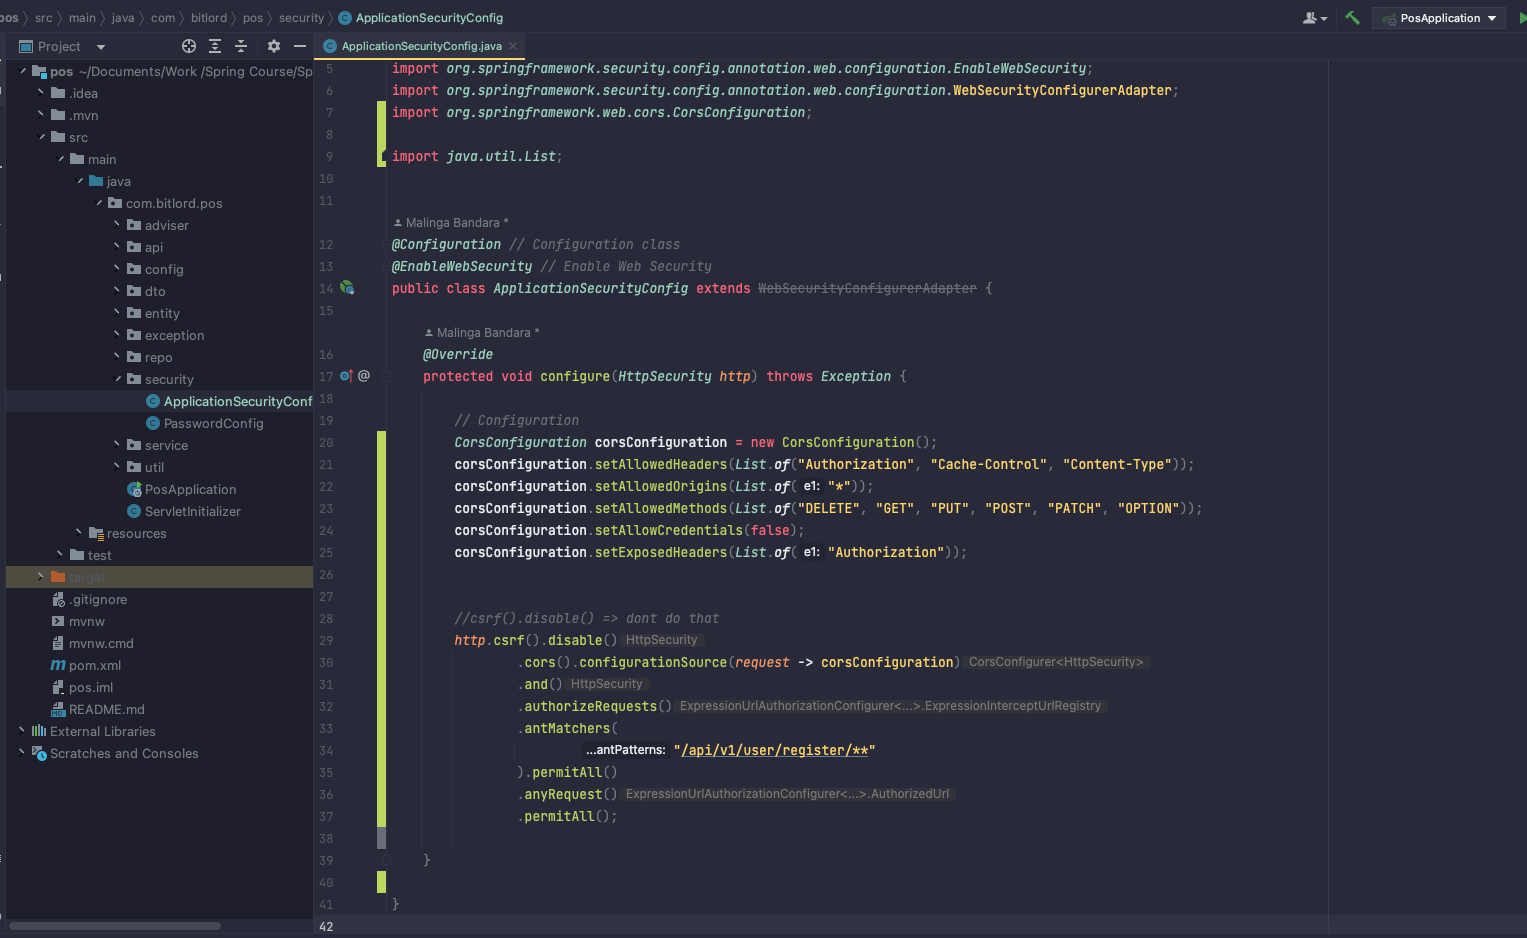 pos › src › main › java › com › bitlord › pos › security › ApplicationSecurityConfig
PosApplication
Project
ApplicationSecurityConfig.java
pos ~/Documents/Work /Spring Course/Sp
.idea
.mvn
src
main
java
com.bitlord.pos
adviser
api
config
dto
entity
exception
repo
security
ApplicationSecurityConf
PasswordConfig
service
util
PosApplication
ServletInitializer
resources
test
target
.gitignore
mvnw
mvnw.cmd
pom.xml
pos.iml
README.md
External Libraries
Scratches and Consoles
5 import org.springframework.security.config.annotation.web.configuration.EnableWebSecurity;
6 import org.springframework.security.config.annotation.web.configuration.WebSecurityConfigurerAdapter;
7 import org.springframework.web.cors.CorsConfiguration;
8
9 import java.util.List;
10
11
Malinga Bandara *
12 @Configuration // Configuration class
13 @EnableWebSecurity // Enable Web Security
14 public class ApplicationSecurityConfig extends WebSecurityConfigurerAdapter {
15
Malinga Bandara *
16 @Override
17 @ protected void configure(HttpSecurity http) throws Exception {
18
19 // Configuration
20 CorsConfiguration corsConfiguration = new CorsConfiguration();
21 corsConfiguration.setAllowedHeaders(List.of("Authorization", "Cache-Control", "Content-Type"));
22 corsConfiguration.setAllowedOrigins(List.of( e1: "*"));
23 corsConfiguration.setAllowedMethods(List.of("DELETE", "GET", "PUT", "POST", "PATCH", "OPTION"));
24 corsConfiguration.setAllowCredentials(false);
25 corsConfiguration.setExposedHeaders(List.of( e1: "Authorization"));
26
27
28 //csrf().disable() => dont do that
29 http.csrf().disable() HttpSecurity
30 .cors().configurationSource(request -> corsConfiguration) CorsConfigurer<HttpSecurity>
31 .and() HttpSecurity
32 .authorizeRequests() ExpressionUrlAuthorizationConfigurer<...>.ExpressionInterceptUrlRegistry
33 .antMatchers(
34 ...antPatterns: "/api/v1/user/register/**"
35 ).permitAll()
36 .anyRequest() ExpressionUrlAuthorizationConfigurer<...>.AuthorizedUrl
37 .permitAll();
38
39 }
40
41 }
42